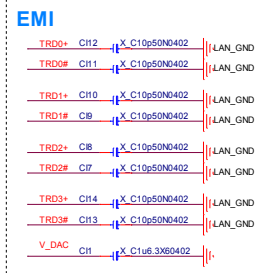 EMI
TRD0+ CI12 X_C10p50N0402 LAN_GND
TRD0# CI11 X_C10p50N0402 LAN_GND
TRD1+ CI10 X_C10p50N0402 LAN_GND
TRD1# CI9 X_C10p50N0402 LAN_GND
TRD2+ CI8 X_C10p50N0402 LAN_GND
TRD2# CI7 X_C10p50N0402 LAN_GND
TRD3+ CI14 X_C10p50N0402 LAN_GND
TRD3# CI13 X_C10p50N0402 LAN_GND
V_DAC CI1 X_C1u6.3X60402